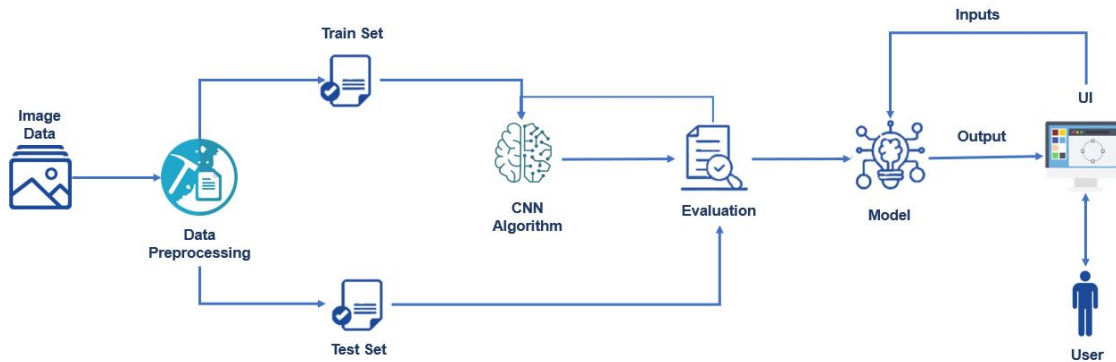 Inputs
Train Set
UI
Image
Data
Output
CNN
Algorithm
Evaluation
Model
Data
Preprocessing
Test Set
User